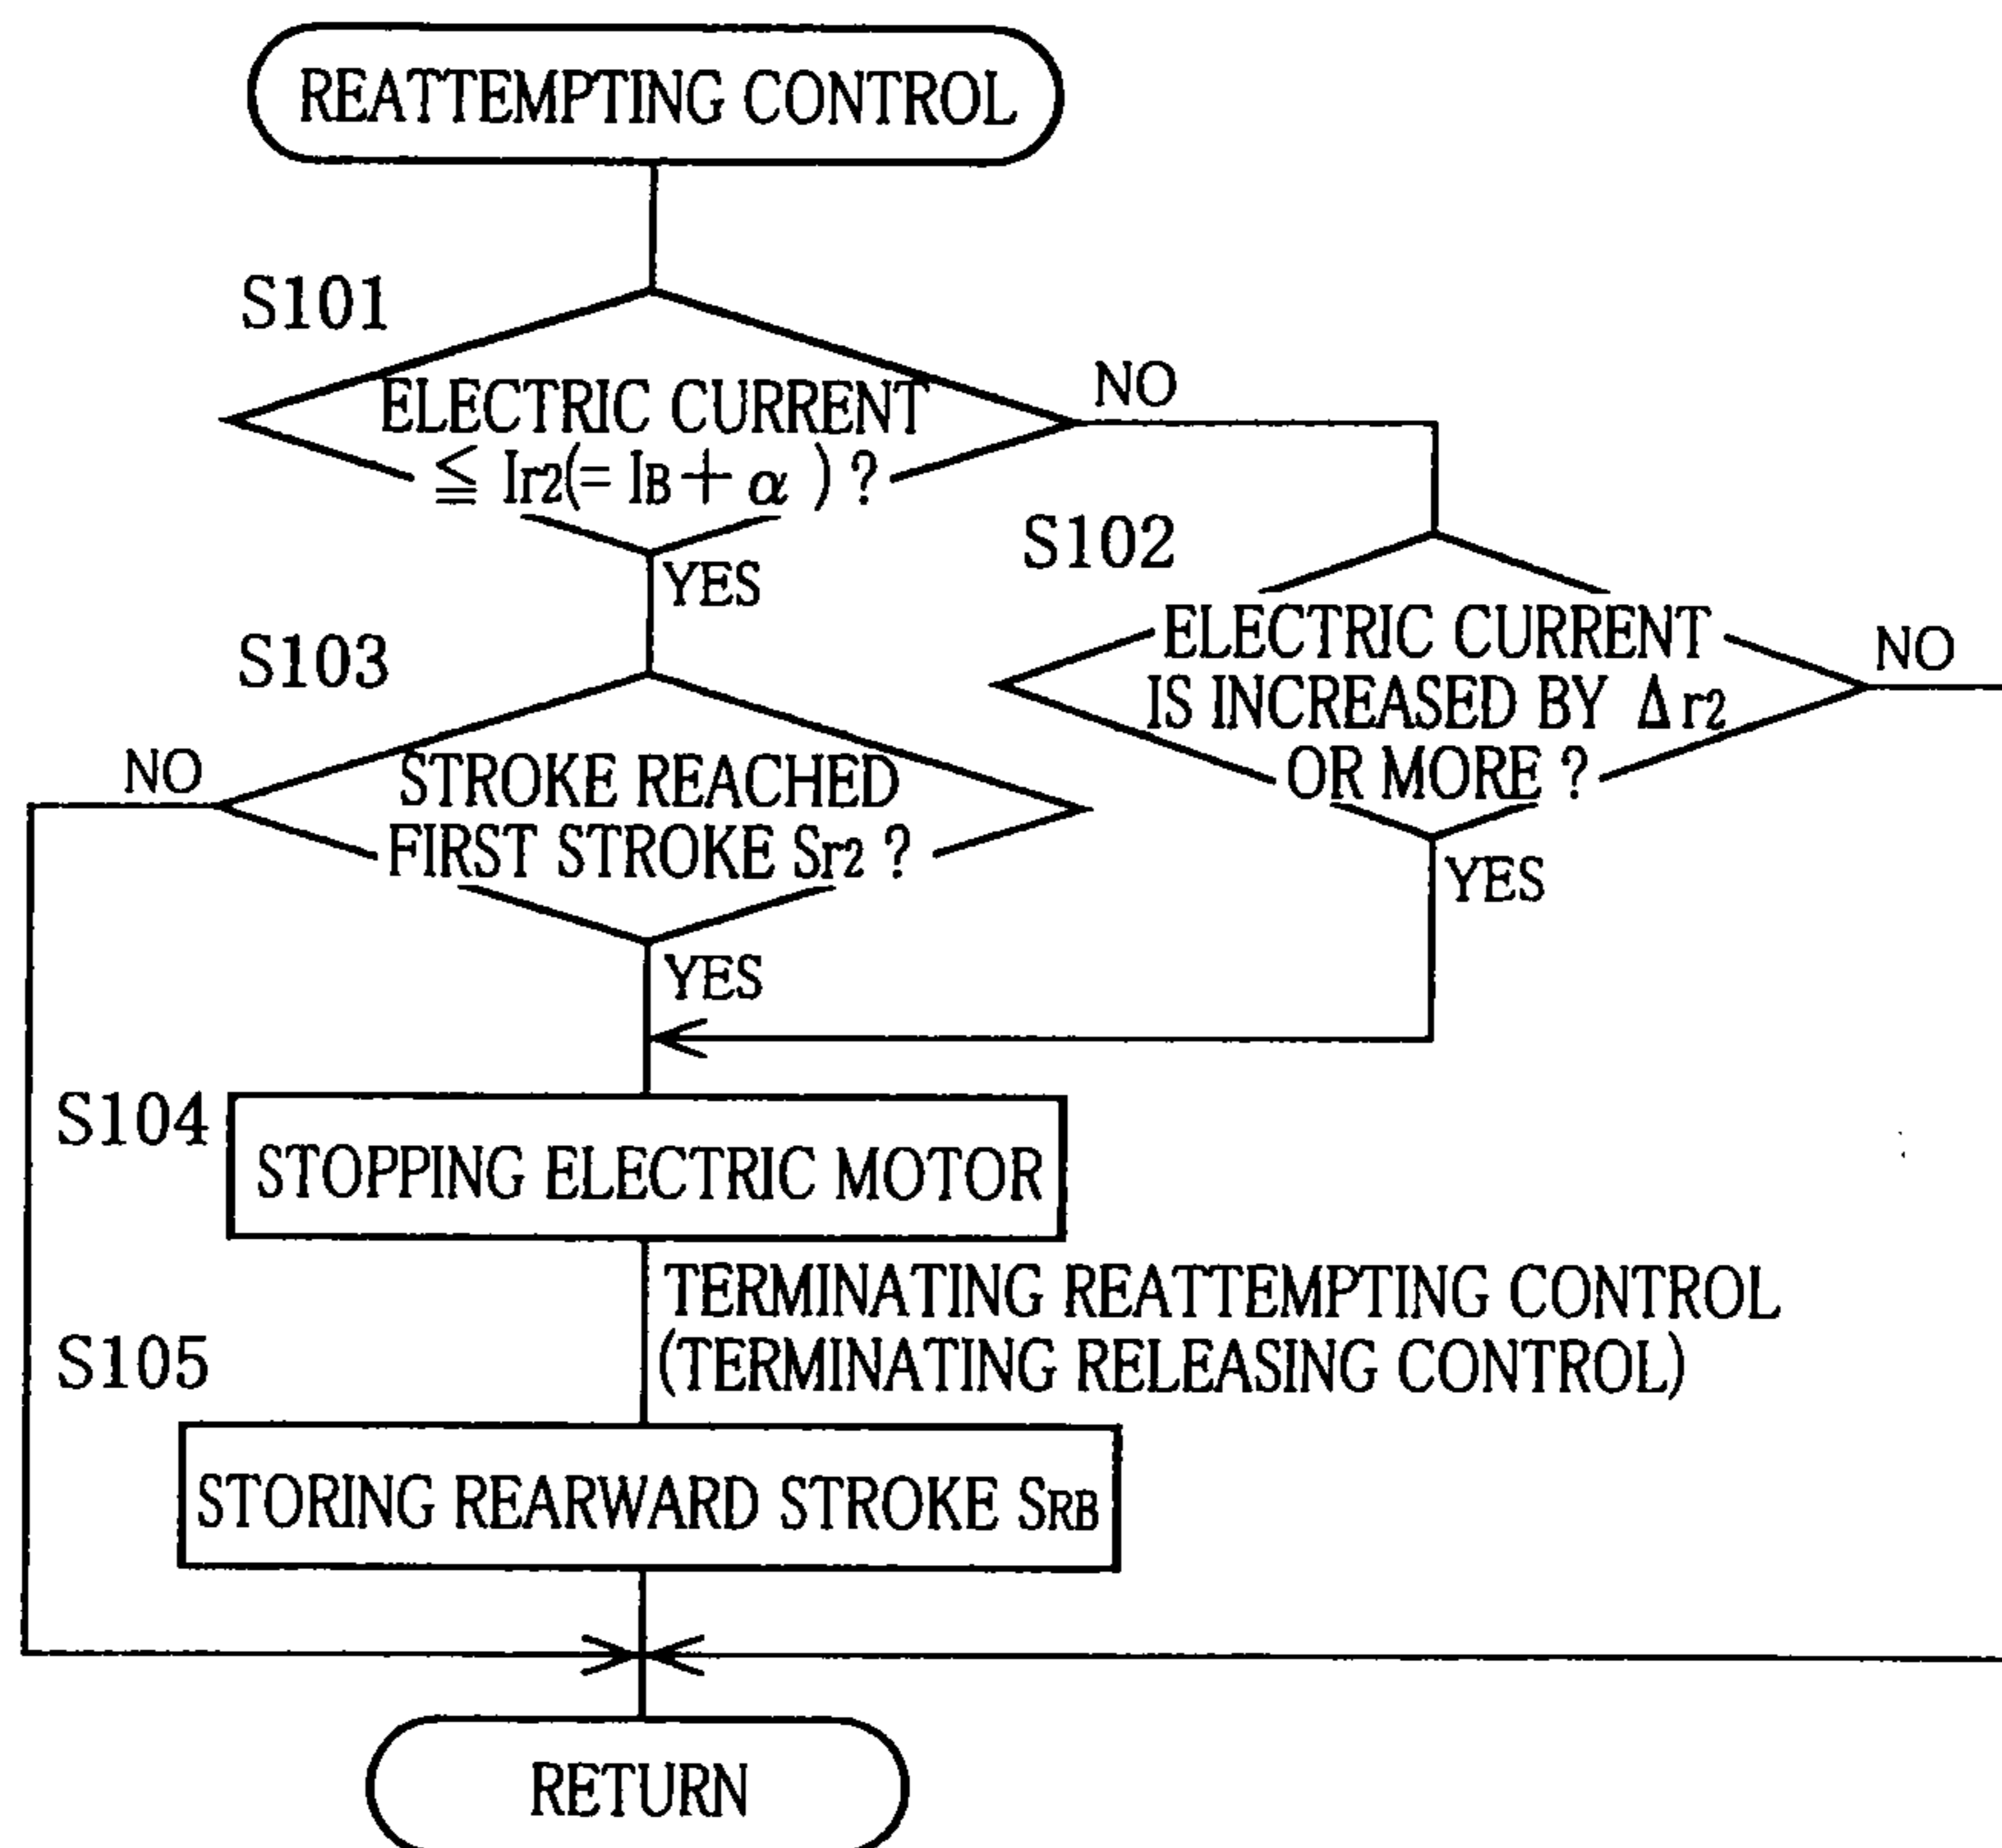 REATTEMPTING CONTROL
S101
ELECTRIC CURRENT
≦ Ir2(= IB + α ) ?
NO
YES
S102
ELECTRIC CURRENT
IS INCREASED BY Δr2
OR MORE ?
NO
YES
S103
STROKE REACHED
FIRST STROKE Sr2 ?
NO
YES
S104
STOPPING ELECTRIC MOTOR
TERMINATING REATTEMPTING CONTROL
(TERMINATING RELEASING CONTROL)
S105
STORING REARWARD STROKE SRB
RETURN